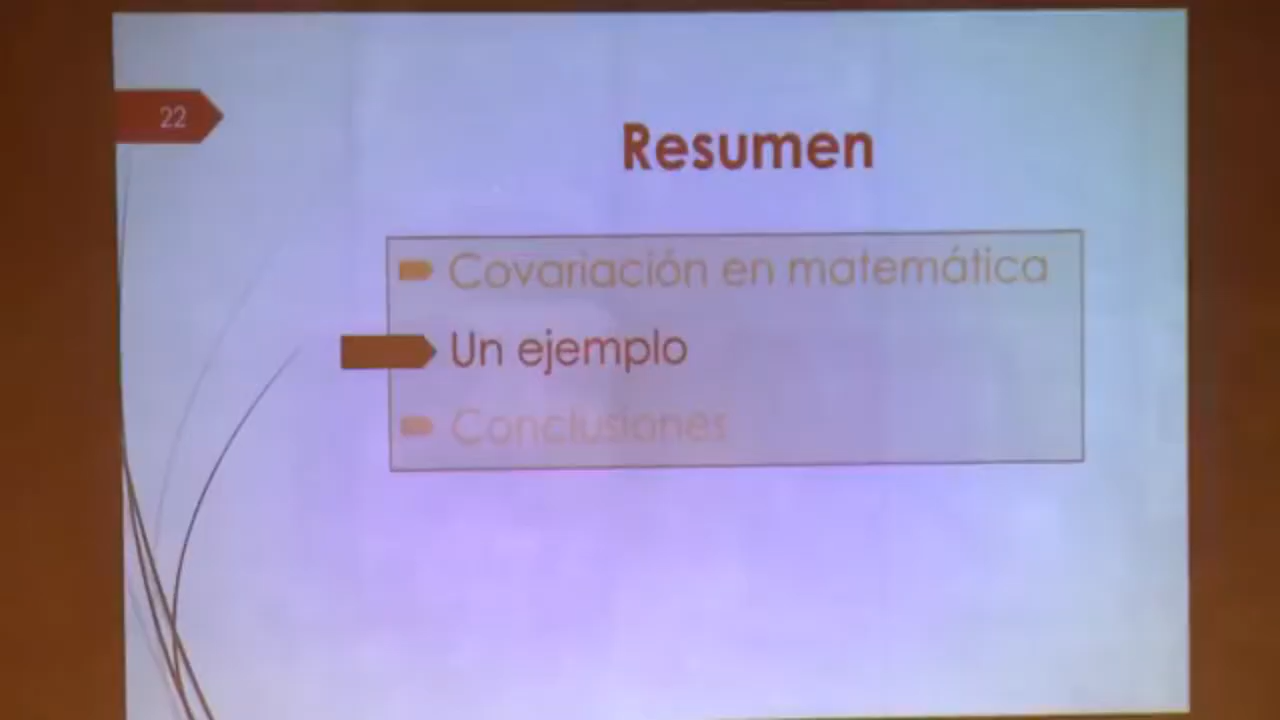 22
Resumen
Covariación en matemática
Un ejemplo
Conclusiones